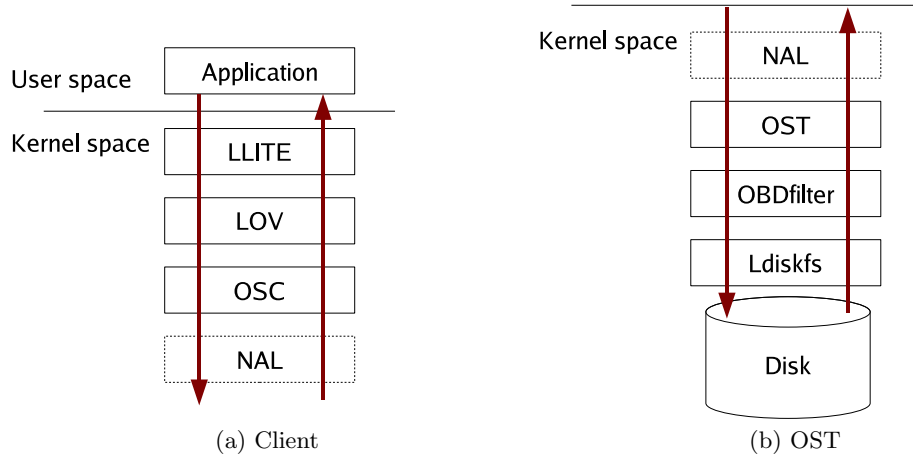 User space
Application
Kernel space
LLITE
LOV
OSC
NAL
(a) Client
Kernel space
NAL
OST
OBDfilter
Ldiskfs
Disk
(b) OST